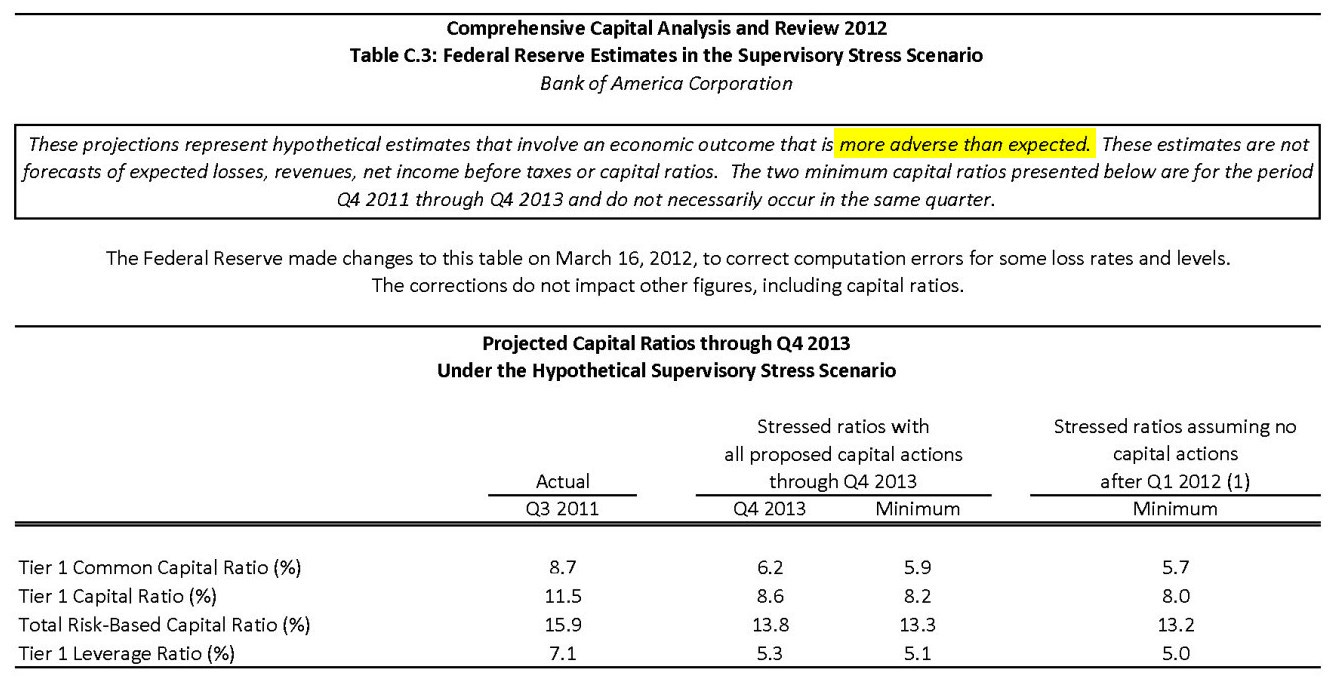 Comprehensive Capital Analysis and Review 2012
Table C.3: Federal Reserve Estimates in the Supervisory Stress Scenario
Bank of America Corporation
These projections represent hypothetical estimates that involve an economic outcome that is more adverse than expected. These estimates are not
forecasts of expected losses, revenues, net income before taxes or capital ratios. The two minimum capital ratios presented below are for the period
Q4 2011 through Q4 2013 and do not necessarily occur in the same quarter.
The Federal Reserve made changes to this table on March 16, 2012, to correct computation errors for some loss rates and levels.
The corrections do not impact other figures, including capital ratios.
Projected Capital Ratios through Q4 2013
Under the Hypothetical Supervisory Stress Scenario
Stressed ratios with Stressed ratios assuming no
all proposed capital actions capital actions
Actual through Q4 2013 after Q1 2012 (1)
Q3 2011 Q4 2013 Minimum Minimum
Tier 1 Common Capital Ratio (%) 8.7 6.2 5.9 5.7
Tier 1 Capital Ratio (%) 11.5 8.6 8.2 8.0
Total Risk-Based Capital Ratio (%) 15.9 13.8 13.3 13.2
Tier 1 Leverage Ratio (%) 7.1 5.3 5.1 5.0